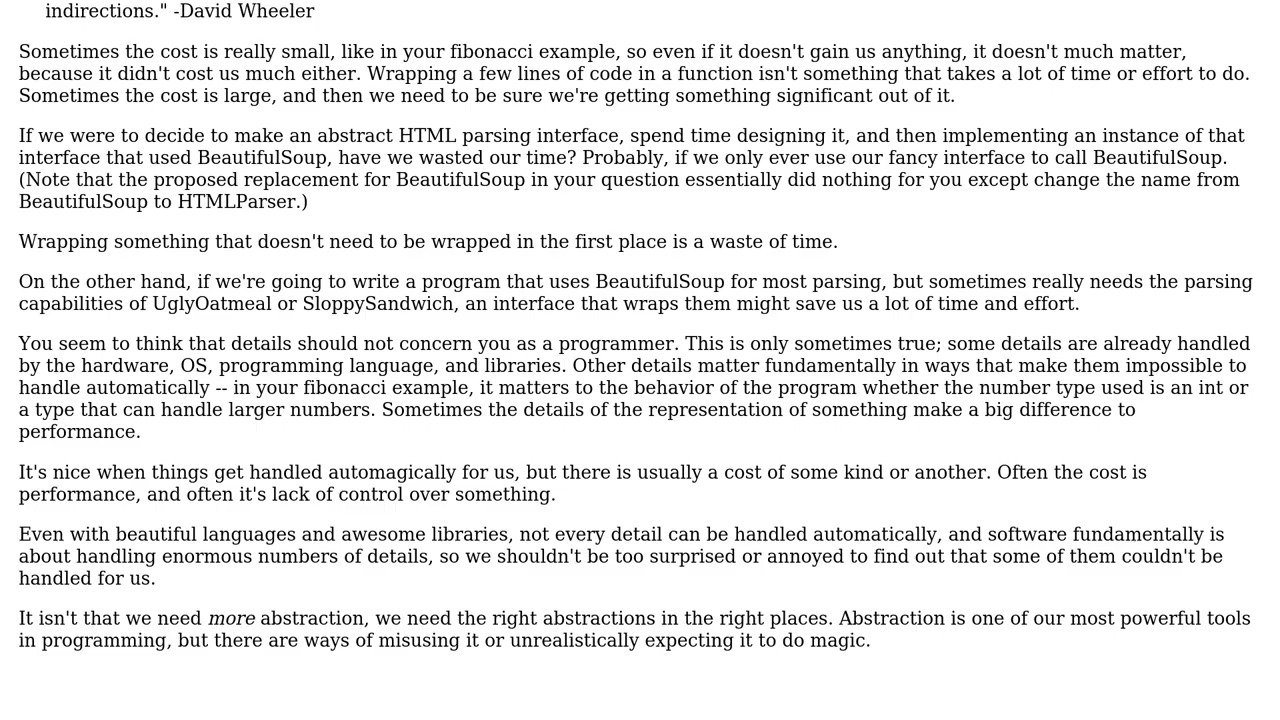 indirections." -David Wheeler
Sometimes the cost is really small, like in your fibonacci example, so even if it doesn't gain us anything, it doesn't much matter,
because it didn't cost us much either. Wrapping a few lines of code in a function isn't something that takes a lot of time or effort to do.
Sometimes the cost is large, and then we need to be sure we're getting something significant out of it.
If we were to decide to make an abstract HTML parsing interface, spend time designing it, and then implementing an instance of that
interface that used BeautifulSoup, have we wasted our time? Probably, if we only ever use our fancy interface to call BeautifulSoup.
(Note that the proposed replacement for BeautifulSoup in your question essentially did nothing for you except change the name from
BeautifulSoup to HTMLParser.)
Wrapping something that doesn't need to be wrapped in the first place is a waste of time.
On the other hand, if we're going to write a program that uses BeautifulSoup for most parsing, but sometimes really needs the parsing
capabilities of UglyOatmeal or SloppySandwich, an interface that wraps them might save us a lot of time and effort.
You seem to think that details should not concern you as a programmer. This is only sometimes true; some details are already handled
by the hardware, OS, programming language, and libraries. Other details matter fundamentally in ways that make them impossible to
handle automatically -- in your fibonacci example, it matters to the behavior of the program whether the number type used is an int or
a type that can handle larger numbers. Sometimes the details of the representation of something make a big difference to
performance.
It's nice when things get handled automagically for us, but there is usually a cost of some kind or another. Often the cost is
performance, and often it's lack of control over something.
Even with beautiful languages and awesome libraries, not every detail can be handled automatically, and software fundamentally is
about handling enormous numbers of details, so we shouldn't be too surprised or annoyed to find out that some of them couldn't be
handled for us.
It isn't that we need more abstraction, we need the right abstractions in the right places. Abstraction is one of our most powerful tools
in programming, but there are ways of misusing it or unrealistically expecting it to do magic.